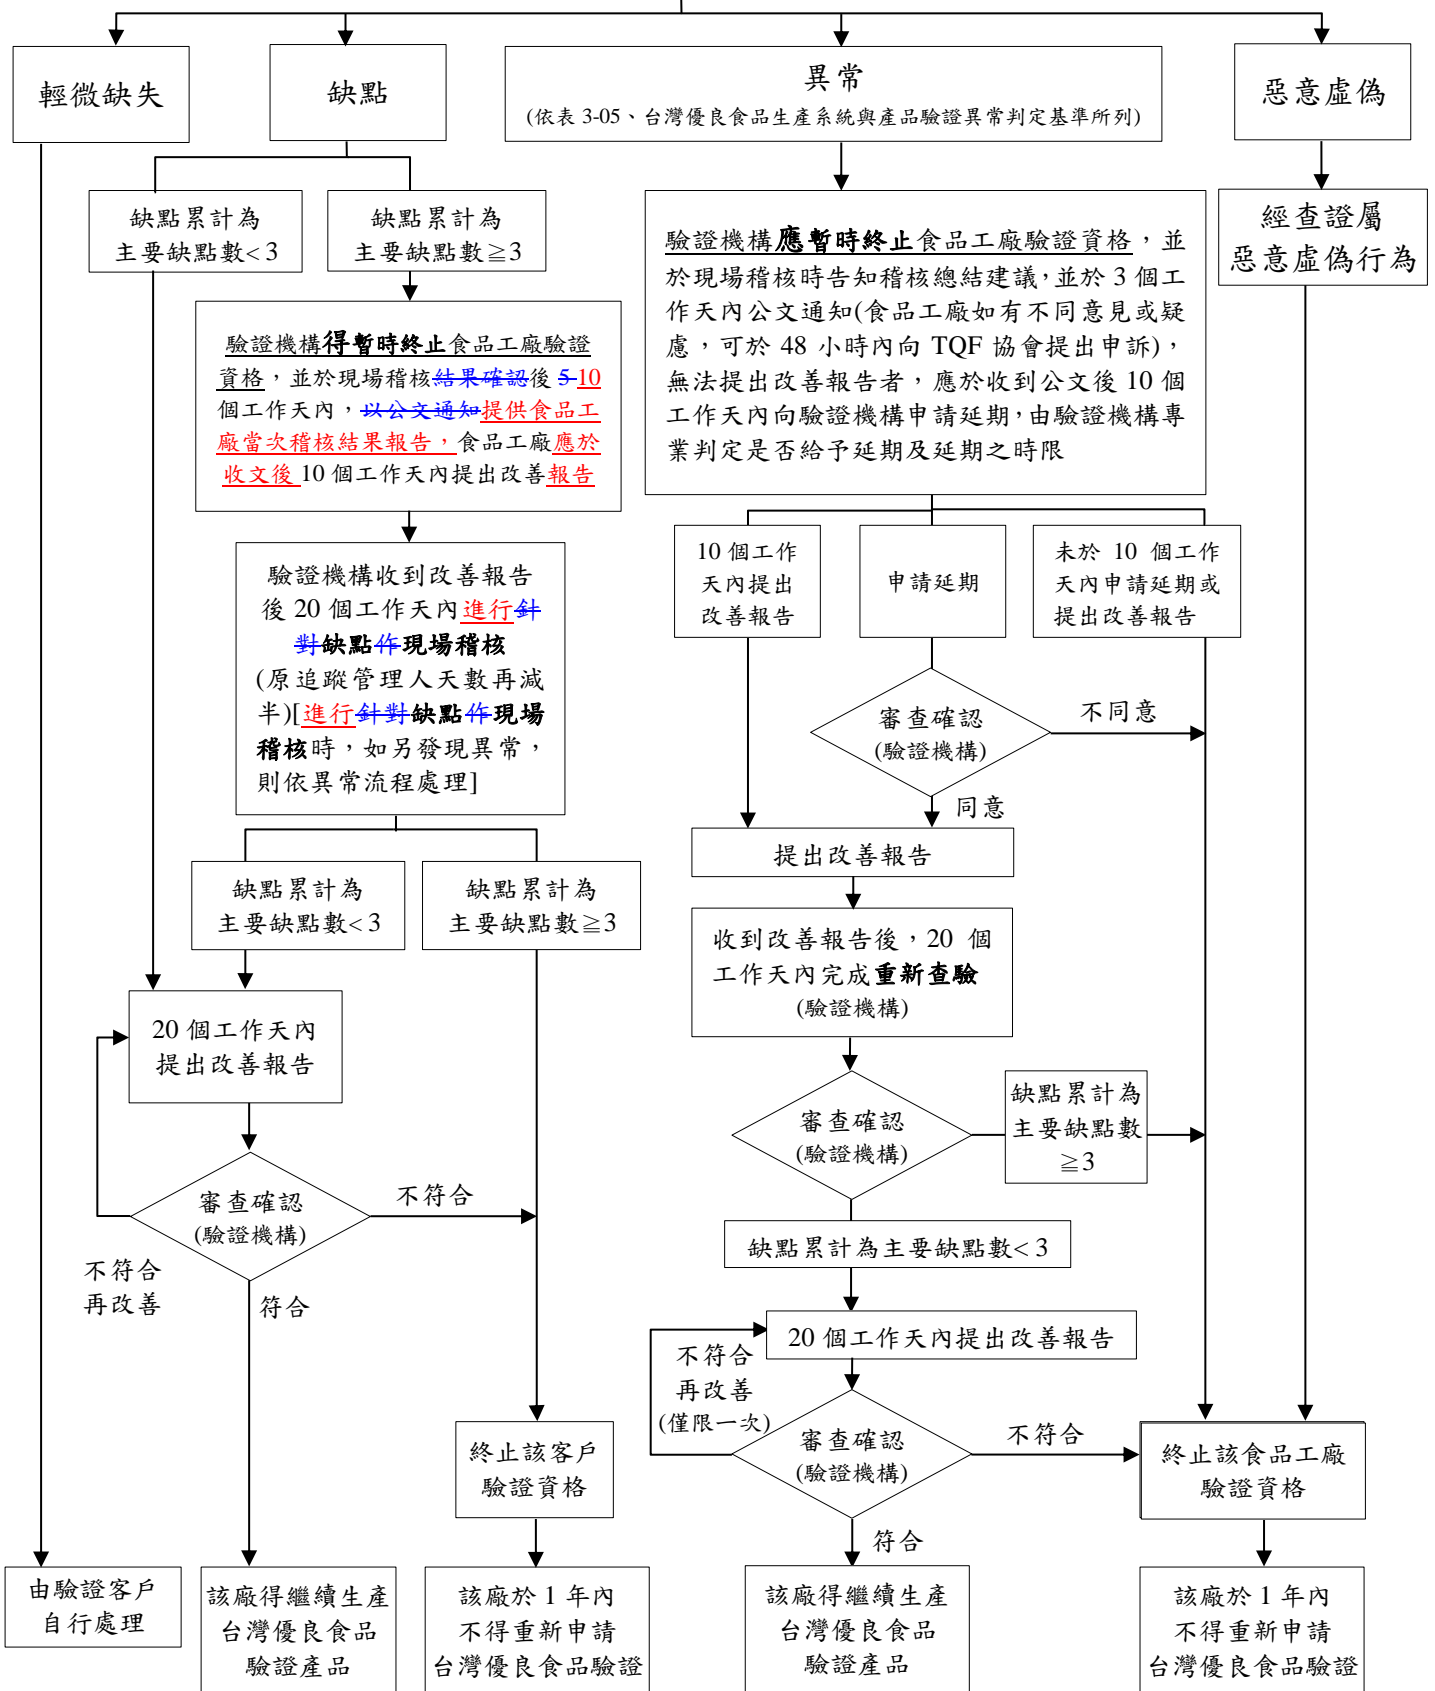 輕微缺失
缺點
異常
(依表 3-05、台灣優良食品生產系統與產品驗證異常判定基準所列)
惡意虛偽
缺點累計為
主要缺點數<3
缺點累計為
主要缺點數≧3
驗證機構應暫時終止食品工廠驗證資格，並
於現場稽核時告知稽核總結建議，並於 3 個工
作天內公文通知(食品工廠如有不同意見或疑
慮，可於 48 小時內向 TQF 協會提出申訴)，
無法提出改善報告者，應於收到公文後 10 個
工作天內向驗證機構申請延期，由驗證機構專
業判定是否給予延期及延期之時限
經查證屬
惡意虛偽行為
驗證機構得暫時終止食品工廠驗證
資格，並於現場稽核結果確認後 5 10
個工作天內，以公文通知提供食品工
廠當次稽核結果報告，食品工廠應於
收文後 10 個工作天內提出改善報告
10 個工作
天內提出
改善報告
申請延期
未於 10 個工作
天內申請延期或
提出改善報告
驗證機構收到改善報告
後 20 個工作天內進行針
對缺點作現場稽核
(原追蹤管理人天數再減
半)[進行針對缺點作現場
稽核時，如另發現異常，
則依異常流程處理]
審查確認
(驗證機構)
不同意
同意
提出改善報告
缺點累計為
主要缺點數<3
缺點累計為
主要缺點數≧3
收到改善報告後，20 個
工作天內完成重新查驗
(驗證機構)
20 個工作天內
提出改善報告
審查確認
(驗證機構)
缺點累計為
主要缺點數
≧3
審查確認
(驗證機構)
不符合
不符合
再改善
符合
缺點累計為主要缺點數<3
20 個工作天內提出改善報告
不符合
再改善
(僅限一次)
審查確認
(驗證機構)
不符合
符合
終止該客戶
驗證資格
終止該食品工廠
驗證資格
由驗證客戶
自行處理
該廠得繼續生產
台灣優良食品
驗證產品
該廠於 1 年內
不得重新申請
台灣優良食品驗證
該廠得繼續生產
台灣優良食品
驗證產品
該廠於 1 年內
不得重新申請
台灣優良食品驗證